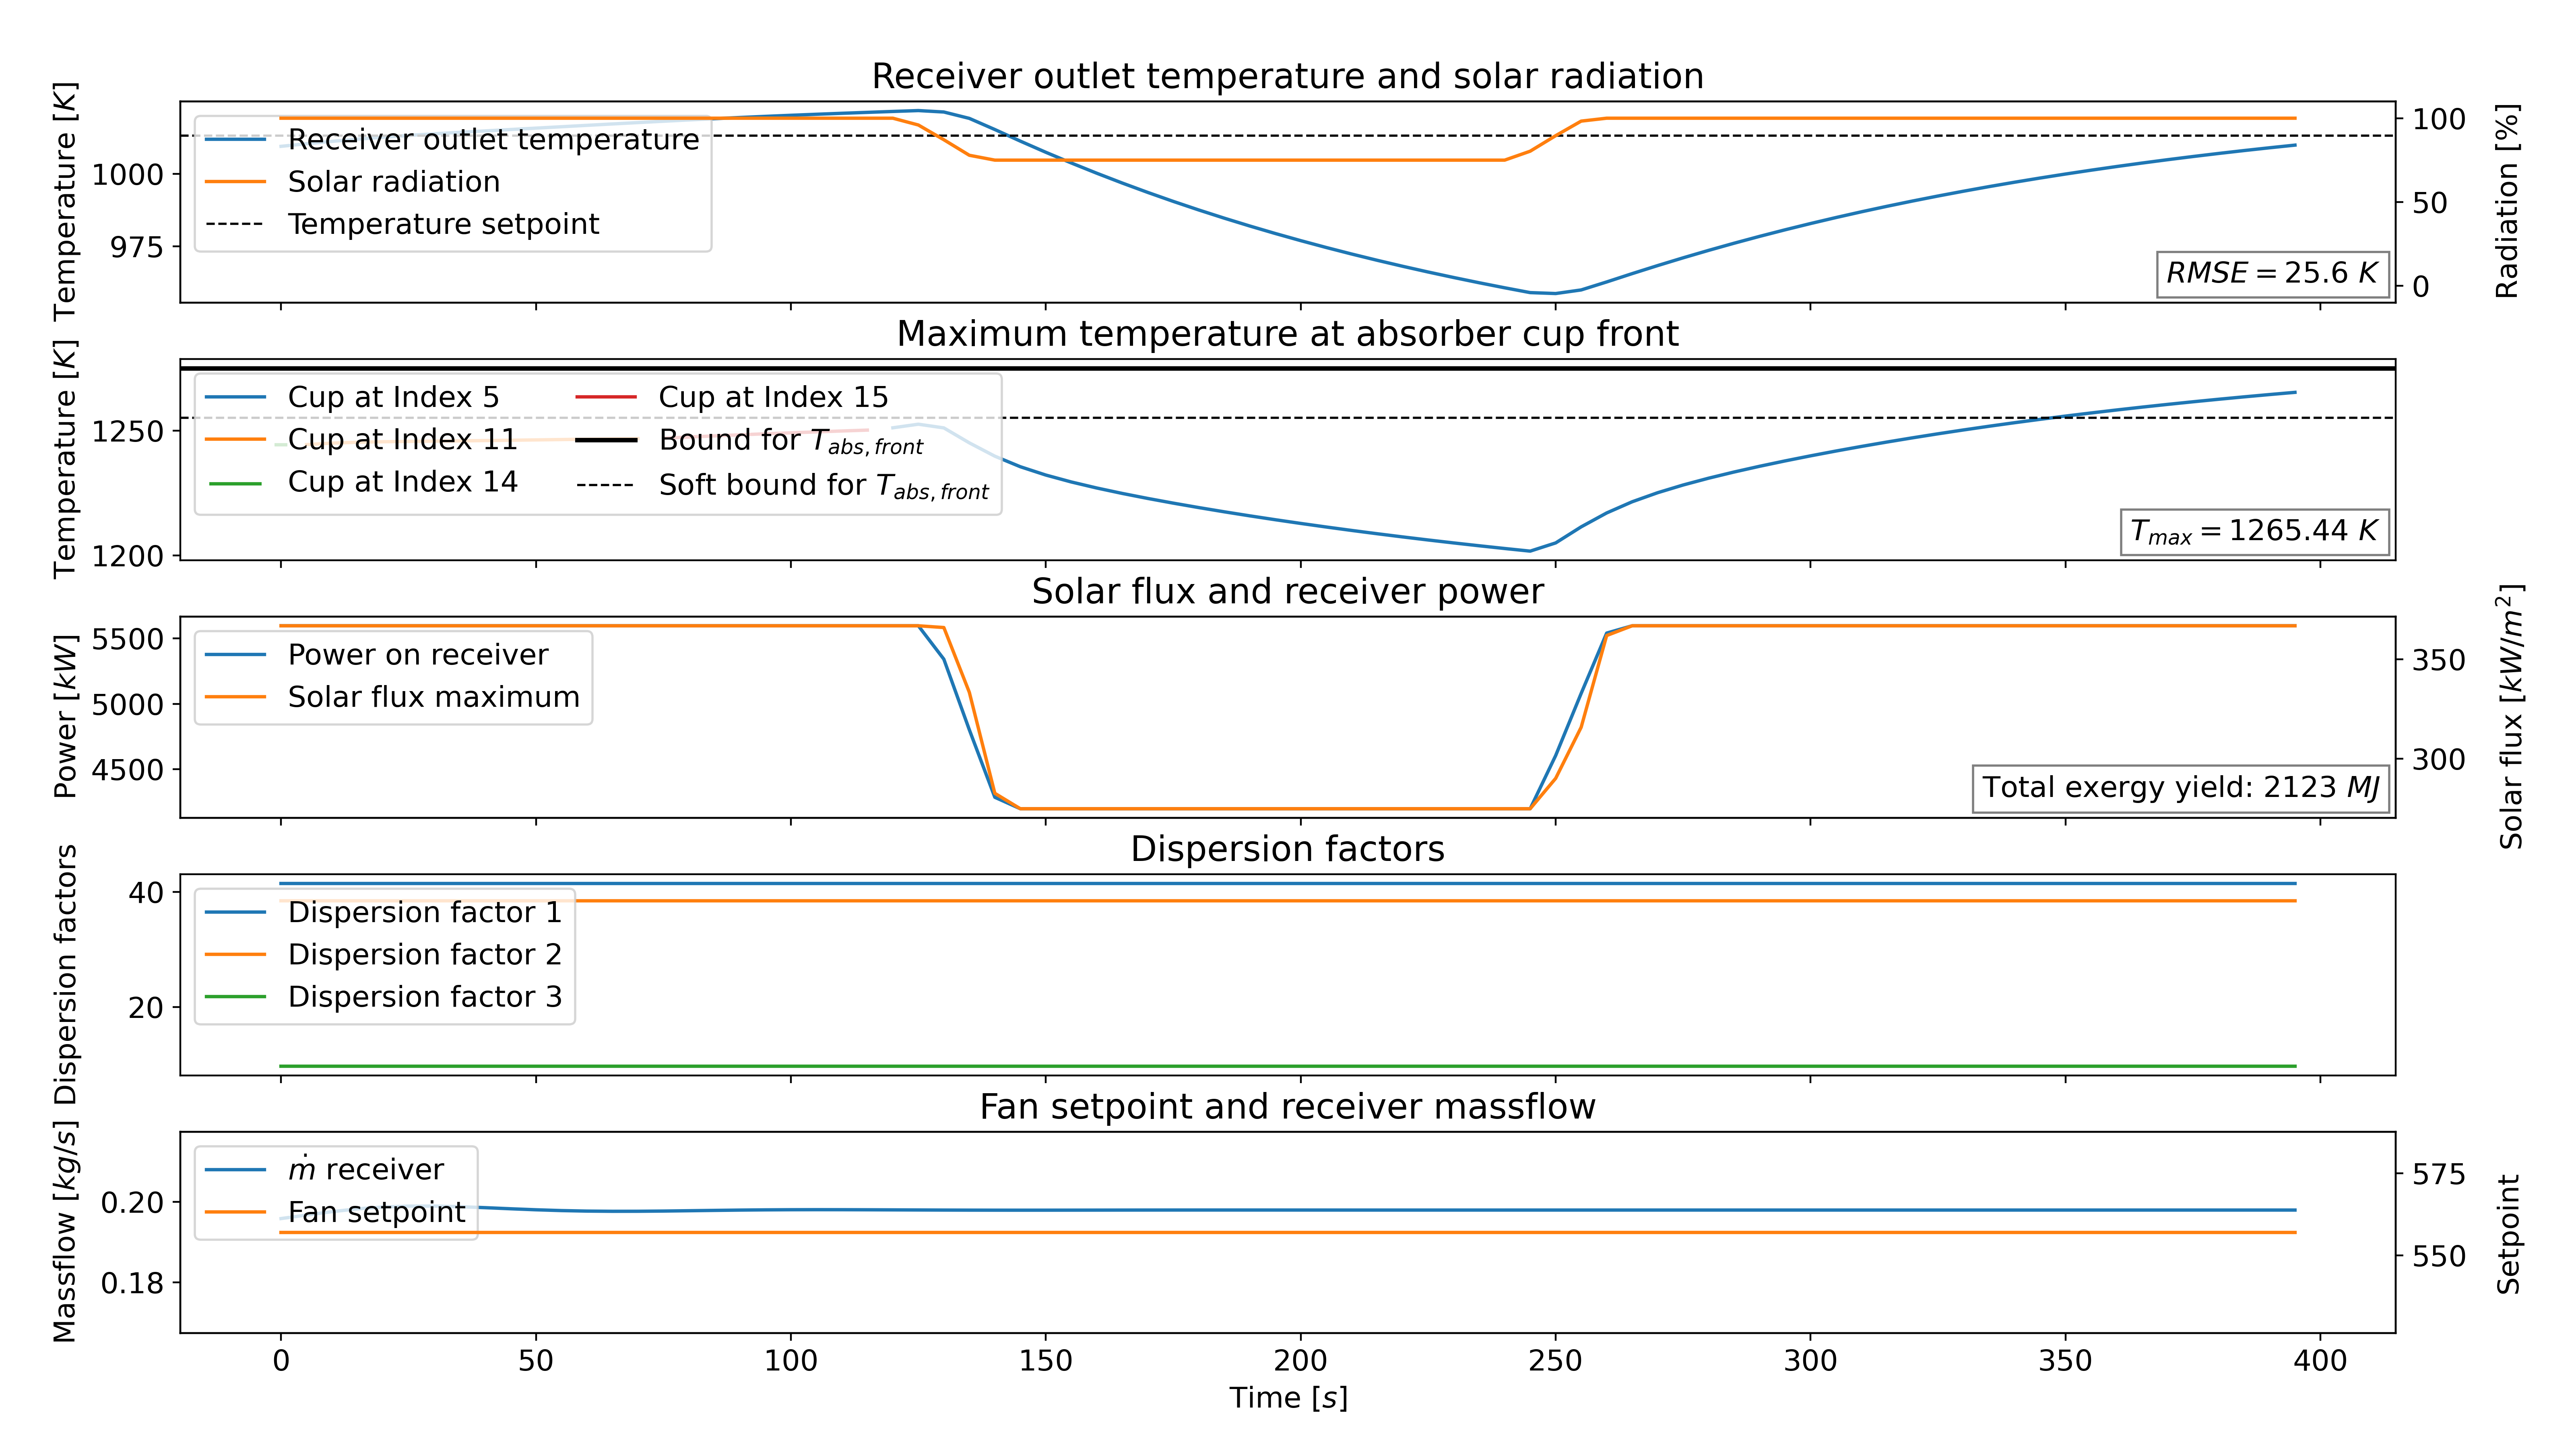 Receiver outlet temperature and solar radiation
Temperature [K]
1000
975
Receiver outlet temperature
Solar radiation
Temperature setpoint
RMSE = 25.6 K
100
50
0
Radiation [%]
Maximum temperature at absorber cup front
Temperature [K]
1250
1200
Cup at Index 5
Cup at Index 11
Cup at Index 14
Cup at Index 15
Bound for T_abs,front
Soft bound for T_abs,front
T_max = 1265.44 K
Solar flux and receiver power
Power [kW]
5500
5000
4500
Power on receiver
Solar flux maximum
Total exergy yield: 2123 MJ
350
300
Solar flux [kW/m²]
Dispersion factors
Dispersion factors
40
20
Dispersion factor 1
Dispersion factor 2
Dispersion factor 3
Fan setpoint and receiver massflow
Massflow [kg/s]
0.20
0.18
ṁ receiver
Fan setpoint
575
550
Setpoint
0 50 100 150 200 250 300 350 400
Time [s]